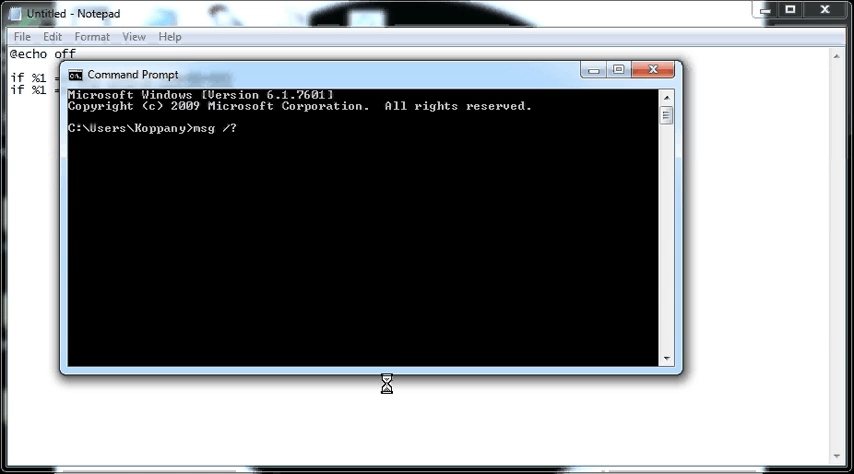 Untitled - Notepad
File Edit Format View Help
@echo off
if %1 =
if %1 =
Command Prompt
Microsoft Windows [Version 6.1.7601]
Copyright (c) 2009 Microsoft Corporation. All rights reserved.
C:\Users\Koppany>msg /?